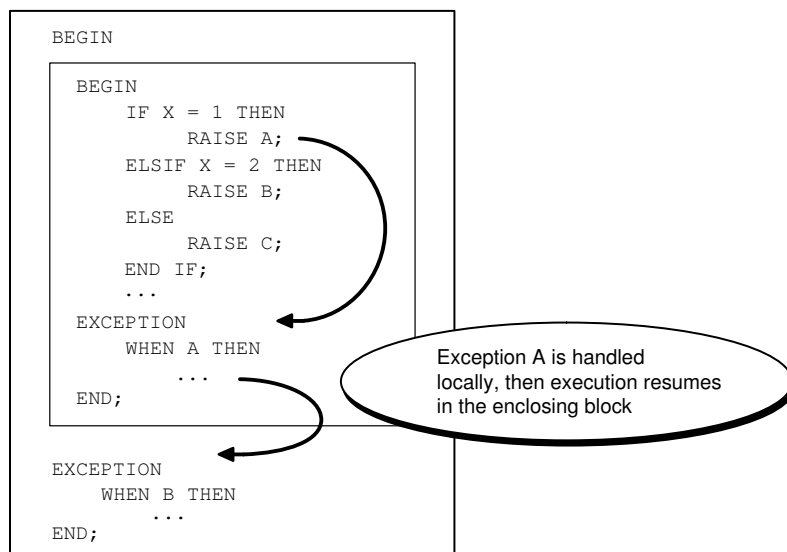 BEGIN
BEGIN
IF X = 1 THEN
RAISE A;
ELSIF X = 2 THEN
RAISE B;
ELSE
RAISE C;
END IF;
...
EXCEPTION
WHEN A THEN
...
END;
Exception A is handled
locally, then execution resumes
in the enclosing block
EXCEPTION
WHEN B THEN
...
END;